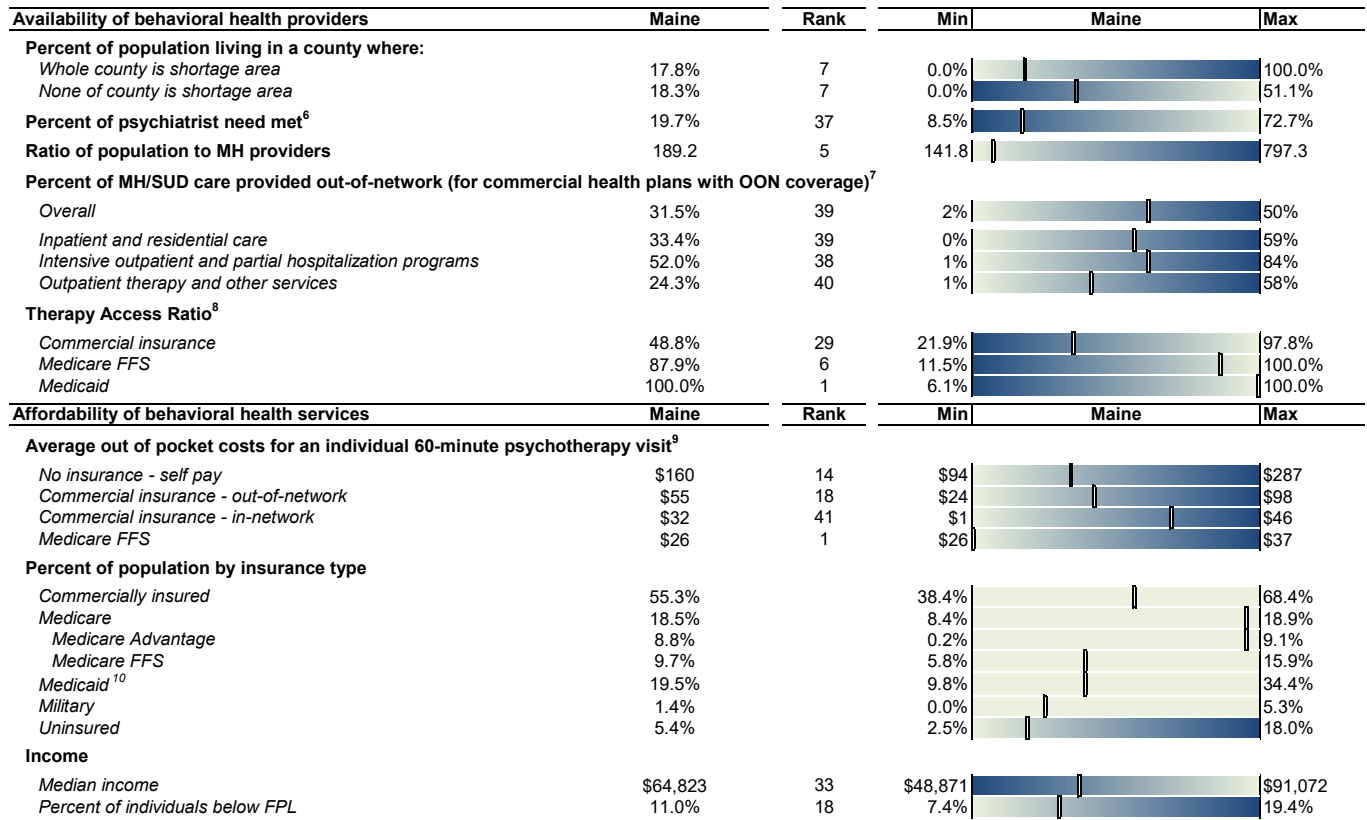 Availability of behavioral health providers Maine Rank Min Maine Max
Percent of population living in a county where:
Whole county is shortage area 17.8% 7 0.0% 100.0%
None of county is shortage area 18.3% 7 0.0% 51.1%
Percent of psychiatrist need met6 19.7% 37 8.5% 72.7%
Ratio of population to MH providers 189.2 5 141.8 797.3
Percent of MH/SUD care provided out-of-network (for commercial health plans with OON coverage)7
Overall 31.5% 39 2% 50%
Inpatient and residential care 33.4% 39 0% 59%
Intensive outpatient and partial hospitalization programs 52.0% 38 1% 84%
Outpatient therapy and other services 24.3% 40 1% 58%
Therapy Access Ratio8
Commercial insurance 48.8% 29 21.9% 97.8%
Medicare FFS 87.9% 6 11.5% 100.0%
Medicaid 100.0% 1 6.1% 100.0%
Affordability of behavioral health services Maine Rank Min Maine Max
Average out of pocket costs for an individual 60-minute psychotherapy visit9
No insurance - self pay $160 14 $94 $287
Commercial insurance - out-of-network $55 18 $24 $98
Commercial insurance - in-network $32 41 $1 $46
Medicare FFS $26 1 $26 $37
Percent of population by insurance type
Commercially insured 55.3% 38.4% 68.4%
Medicare 18.5% 8.4% 18.9%
Medicare Advantage 8.8% 0.2% 9.1%
Medicare FFS 9.7% 5.8% 15.9%
Medicaid 10 19.5% 9.8% 34.4%
Military 1.4% 0.0% 5.3%
Uninsured 5.4% 2.5% 18.0%
Income
Median income $64,823 33 $48,871 $91,072
Percent of individuals below FPL 11.0% 18 7.4% 19.4%